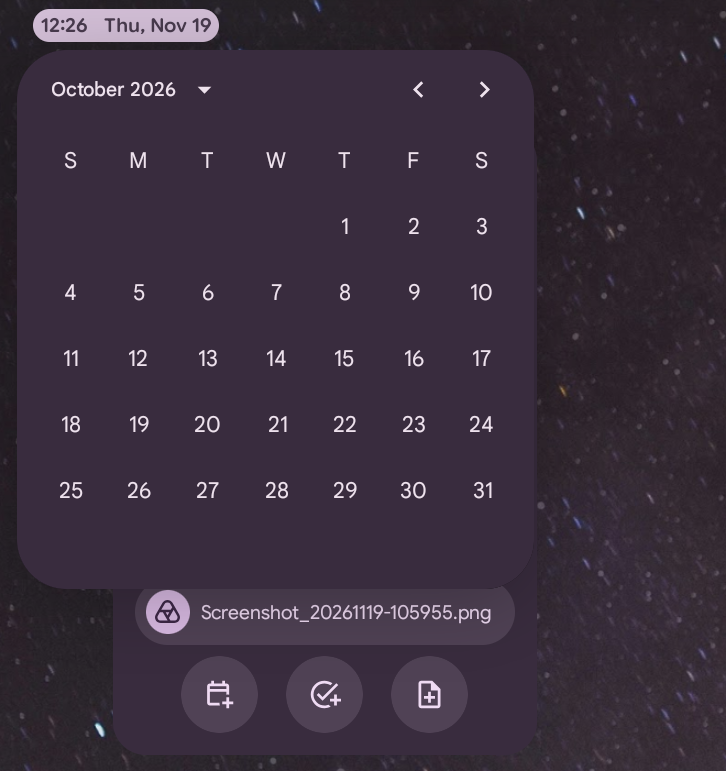 12:26 Thu, Nov 19
October 2026
S M T W T F S
1 2 3
4 5 6 7 8 9 10
11 12 13 14 15 16 17
18 19 20 21 22 23 24
25 26 27 28 29 30 31
Screenshot_20261119-105955.png